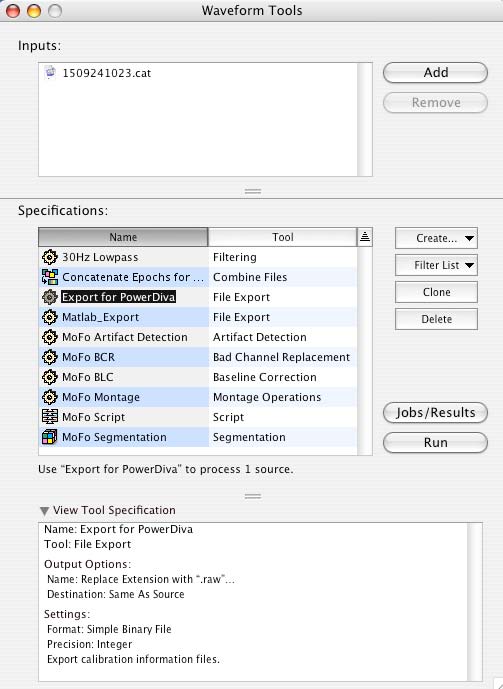 Waveform Tools
Inputs:
1509241023.cat
Add
Remove
Specifications:
Name Tool
30Hz Lowpass Filtering
Concatenate Epochs for ... Combine Files
Export for PowerDiva File Export
Matlab_Export File Export
MoFo Artifact Detection Artifact Detection
MoFo BCR Bad Channel Replacement
MoFo BLC Baseline Correction
MoFo Montage Montage Operations
MoFo Script Script
MoFo Segmentation Segmentation
Create...
Filter List
Clone
Delete
Jobs/Results
Run
Use “Export for PowerDiva” to process 1 source.
View Tool Specification
Name: Export for PowerDiva
Tool: File Export
Output Options:
Name: Replace Extension with “.raw”...
Destination: Same As Source
Settings:
Format: Simple Binary File
Precision: Integer
Export calibration information files.